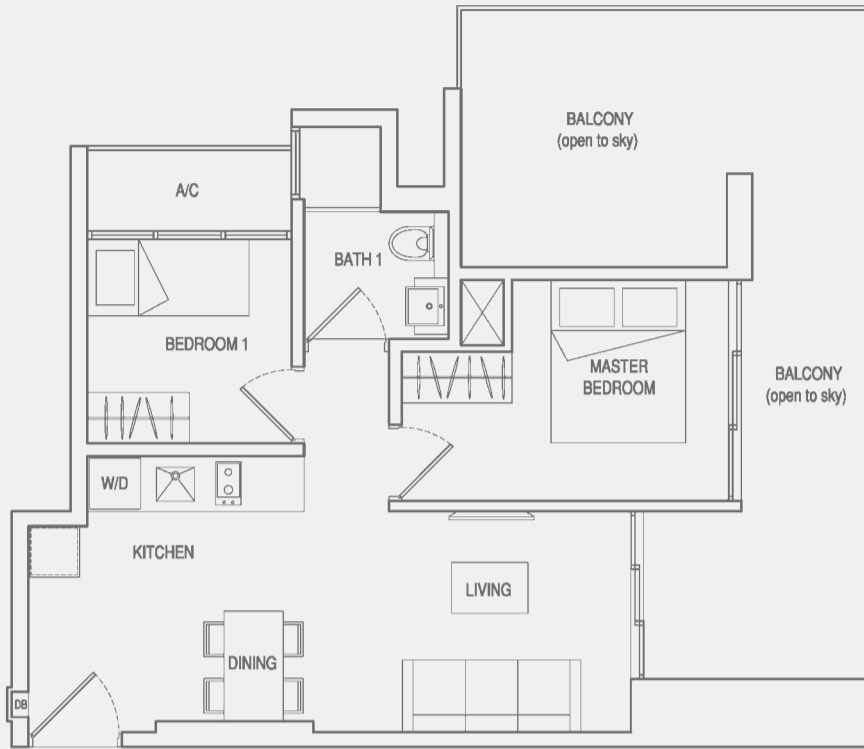 BALCONY
(open to sky)
A/C
BATH 1
BEDROOM 1
MASTER
BEDROOM
BALCONY
(open to sky)
W/D
KITCHEN
LIVING
DINING
DB